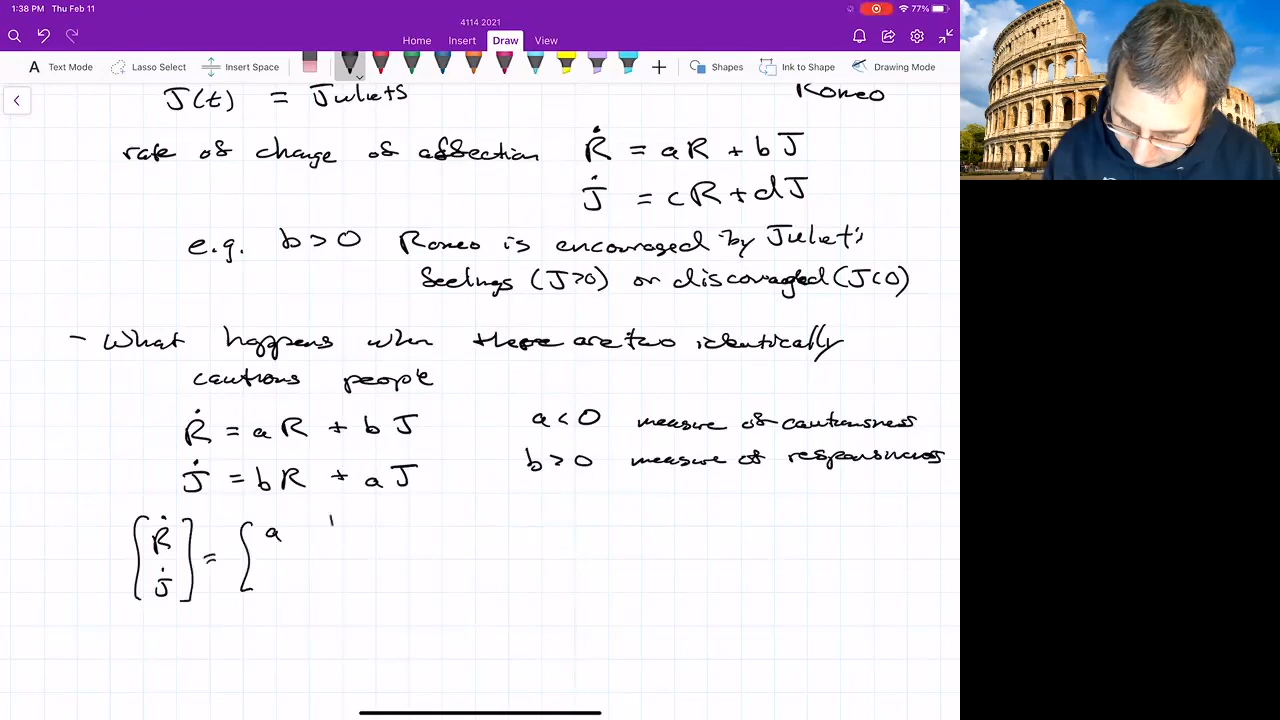 1:38 PM Thu Feb 11
77%
4114 2021
Home Insert Draw View
Text Mode Lasso Select Insert Space Shapes Ink to Shape Drawing Mode
J(t) = Juliets
Romeo
rate of change of affection Ṙ = aR + bJ
J̇ = cR + dJ
e.g. b > 0 Romeo is encouraged by Juliet's
feelings (J>0) or discouraged (J<0)
- What happens when there are two identically
cautious people
Ṙ = aR + bJ a < 0 measure of cautiousness
J̇ = bR + aJ b > 0 measure of responsiveness
[Ṙ J̇] = [a